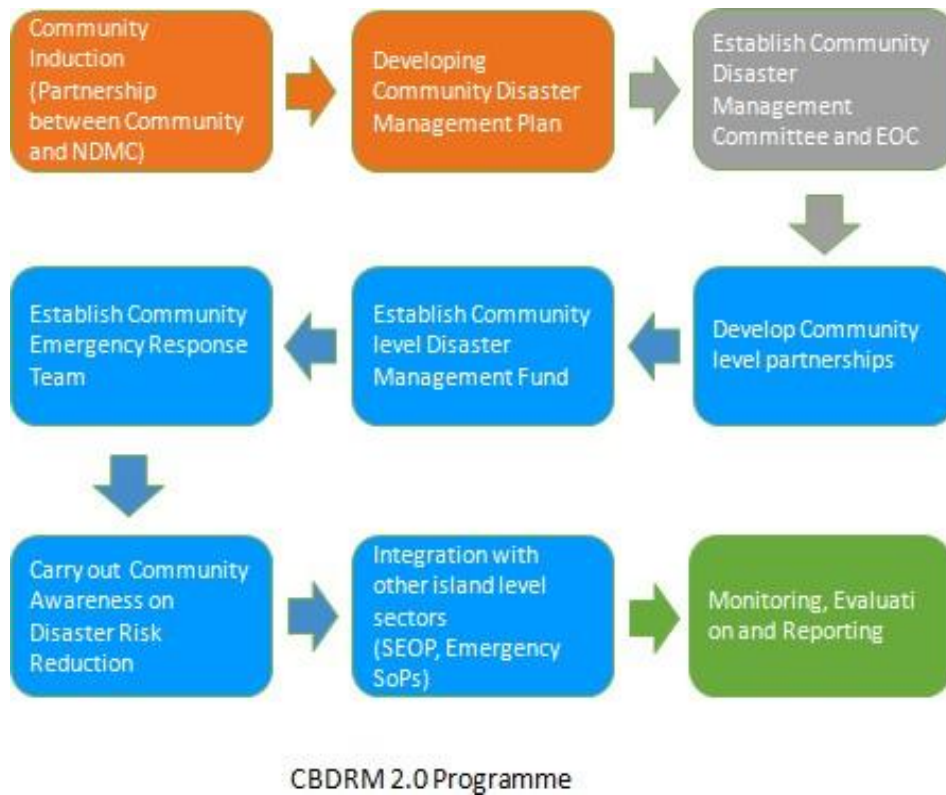 Community
Induction
(Partnership
between Community
and NDMC)
Developing
Community Disaster
Management Plan
Establish Community
Disaster
Management
Committee and EOC
Develop Community
level partnerships
Establish Community
level Disaster
Management Fund
Establish Community
Emergency Response
Team
Carry out Community
Awareness on
Disaster Risk
Reduction
Integration with
other island level
sectors
(SEOP, Emergency
SoPs)
Monitoring, Evaluati
on and Reporting
CBDRM 2.0 Programme